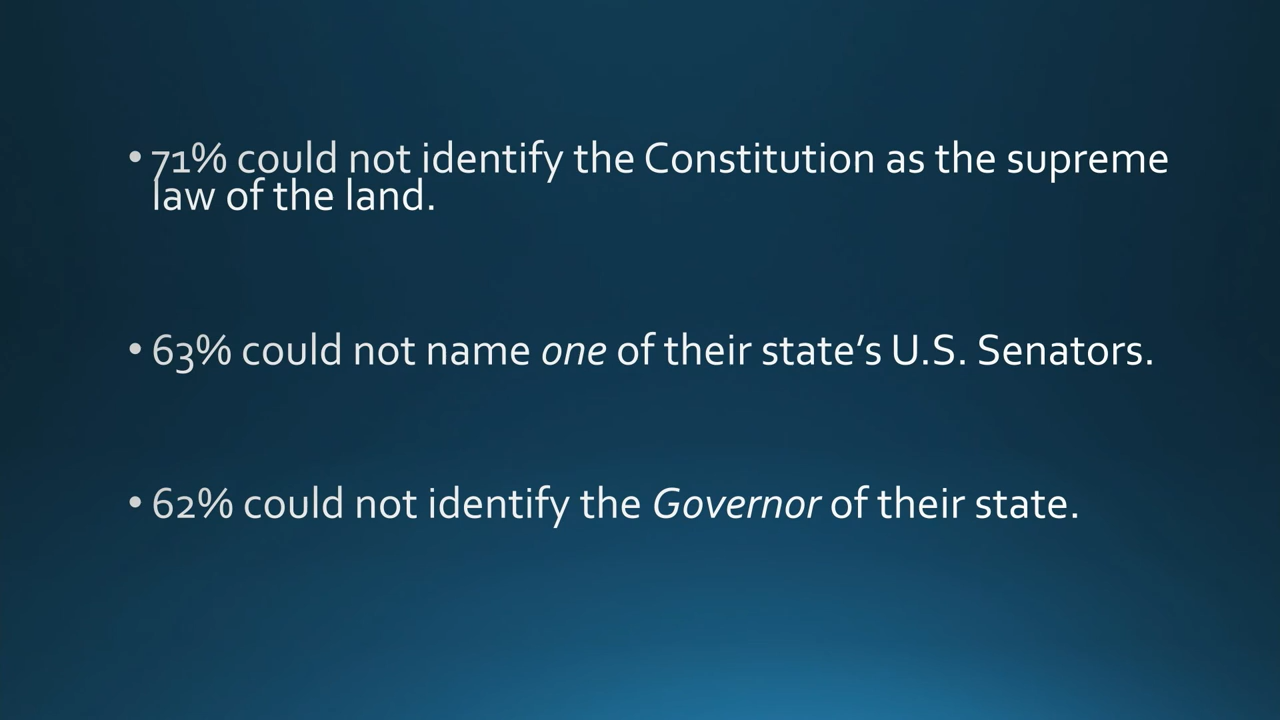 • 71% could not identify the Constitution as the supreme
law of the land.
• 63% could not name one of their state’s U.S. Senators.
• 62% could not identify the Governor of their state.